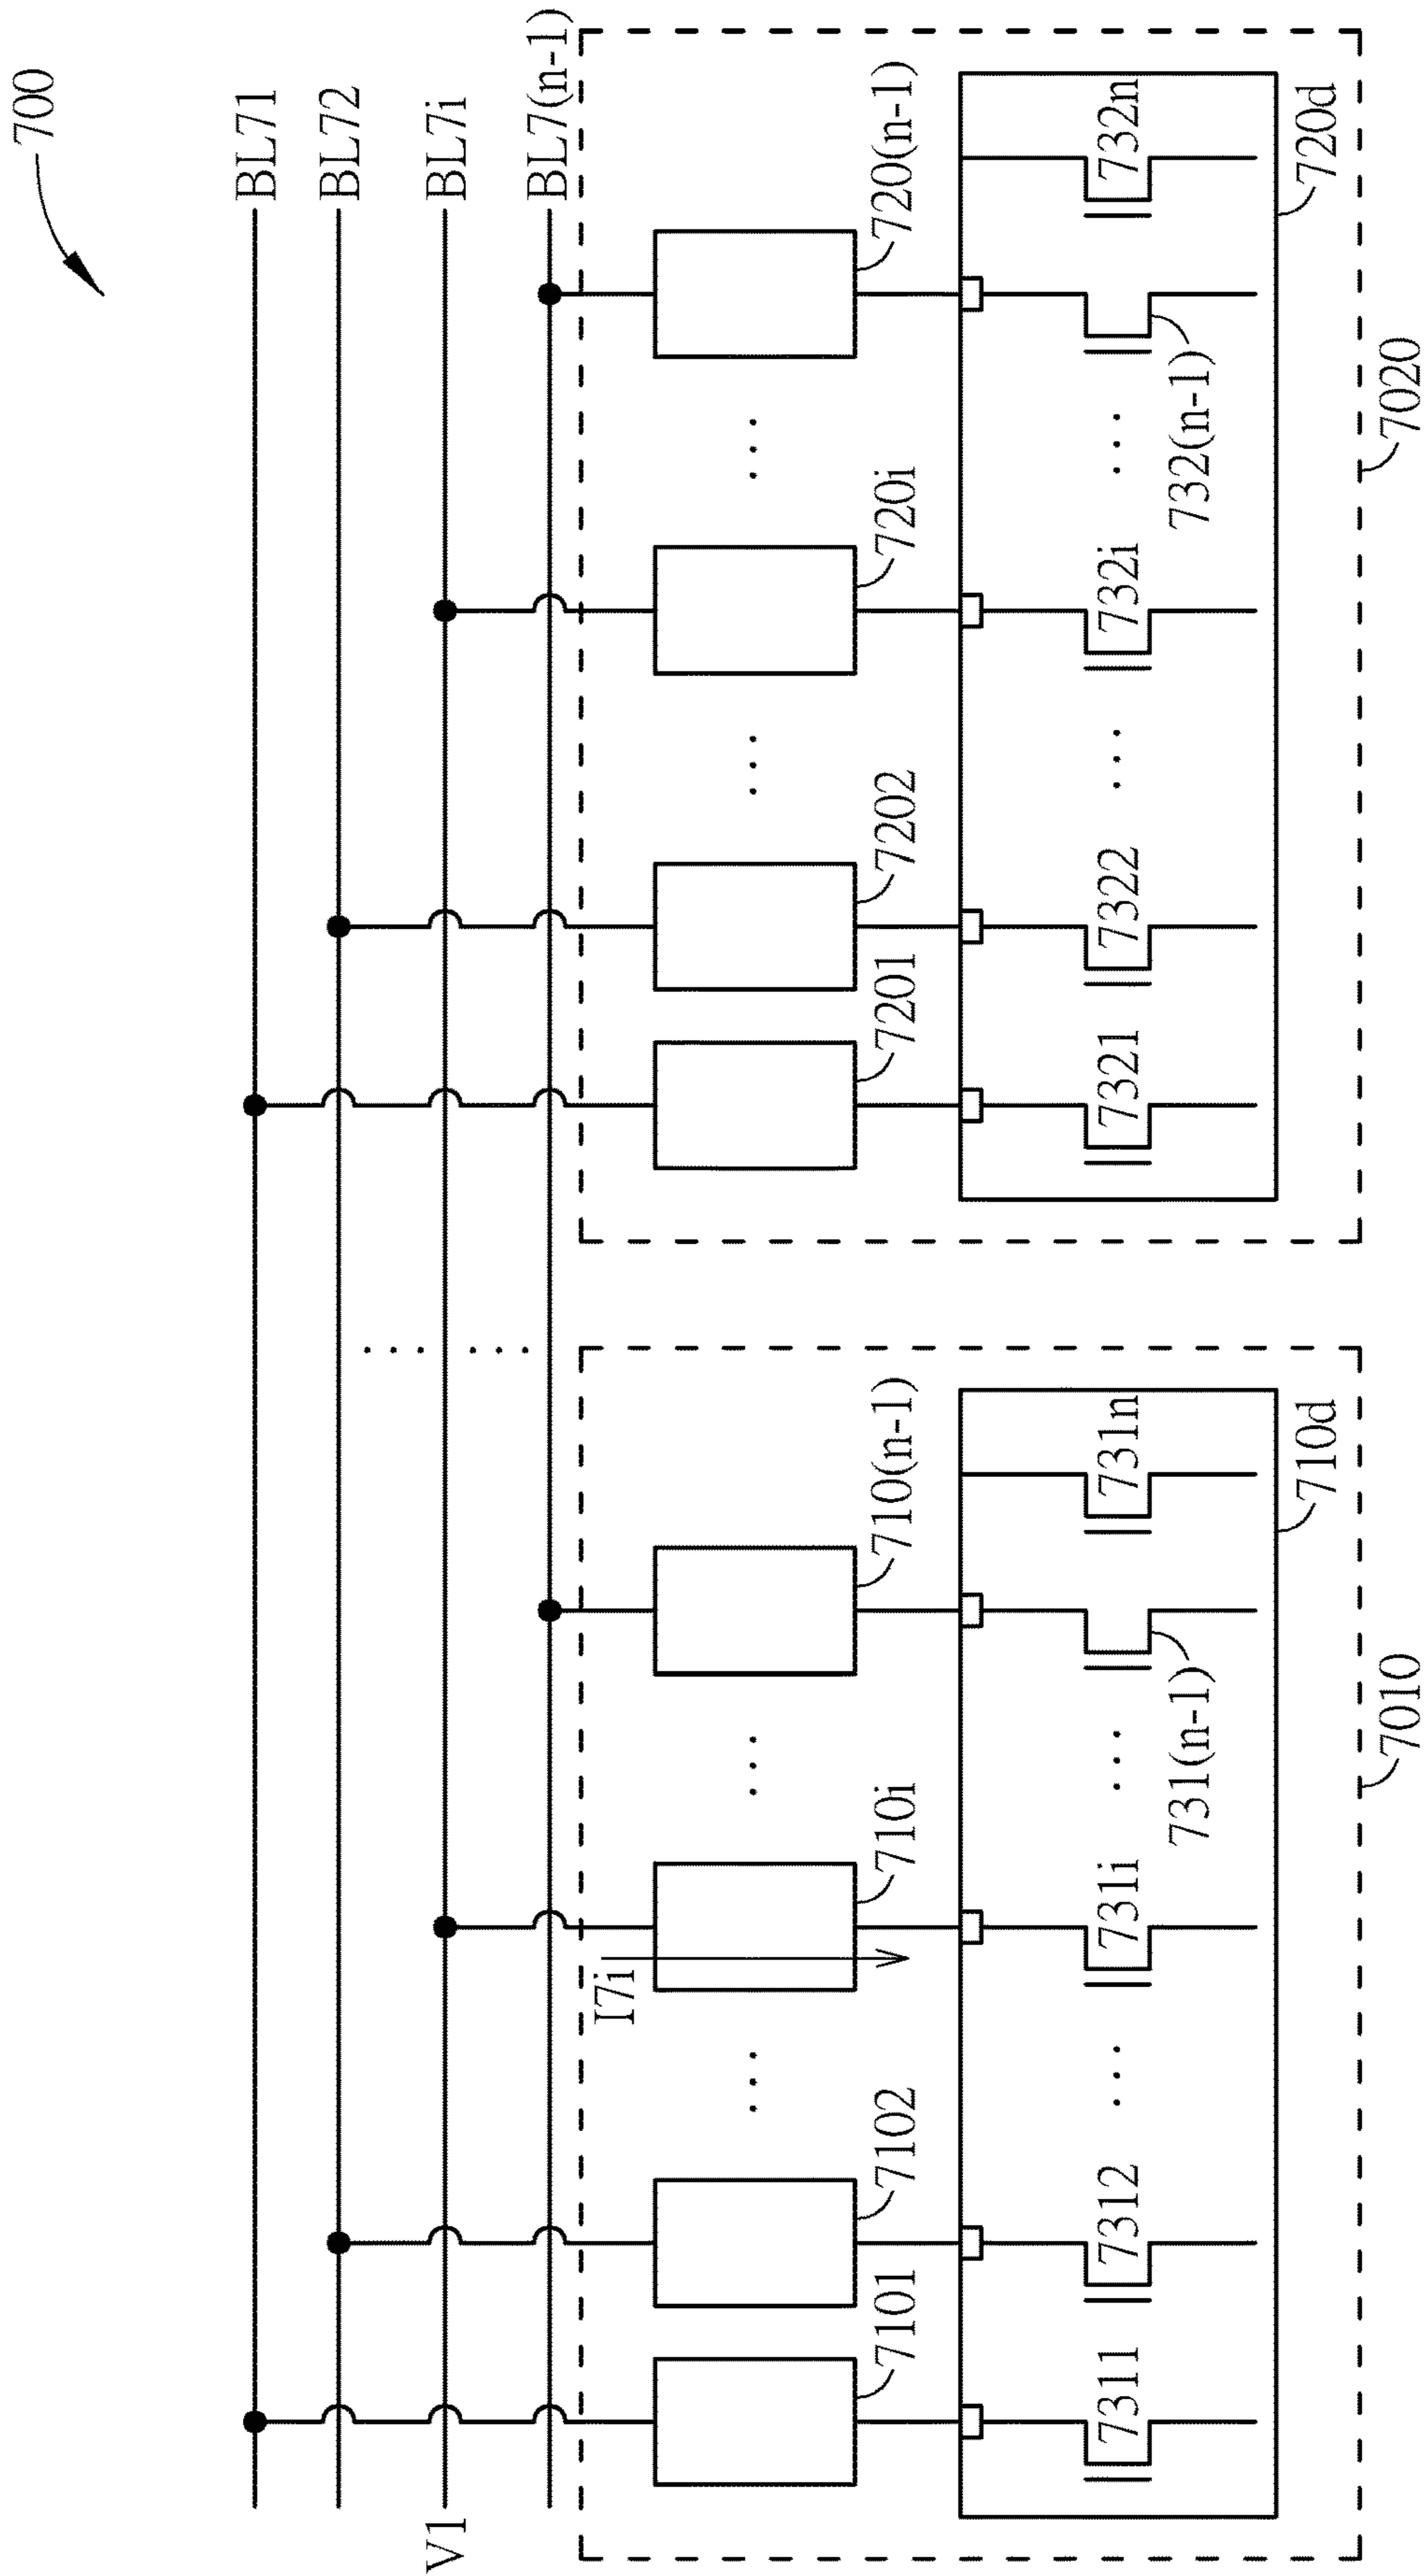 700
BL71
BL72
BL7i
BL7(n-1)
V1
I7i
7101
7102
710i
710(n-1)
7201
7202
720i
720(n-1)
7311
7312
731i
731(n-1)
731n
7321
7322
732i
732(n-1)
732n
710d
720d
7010
7020